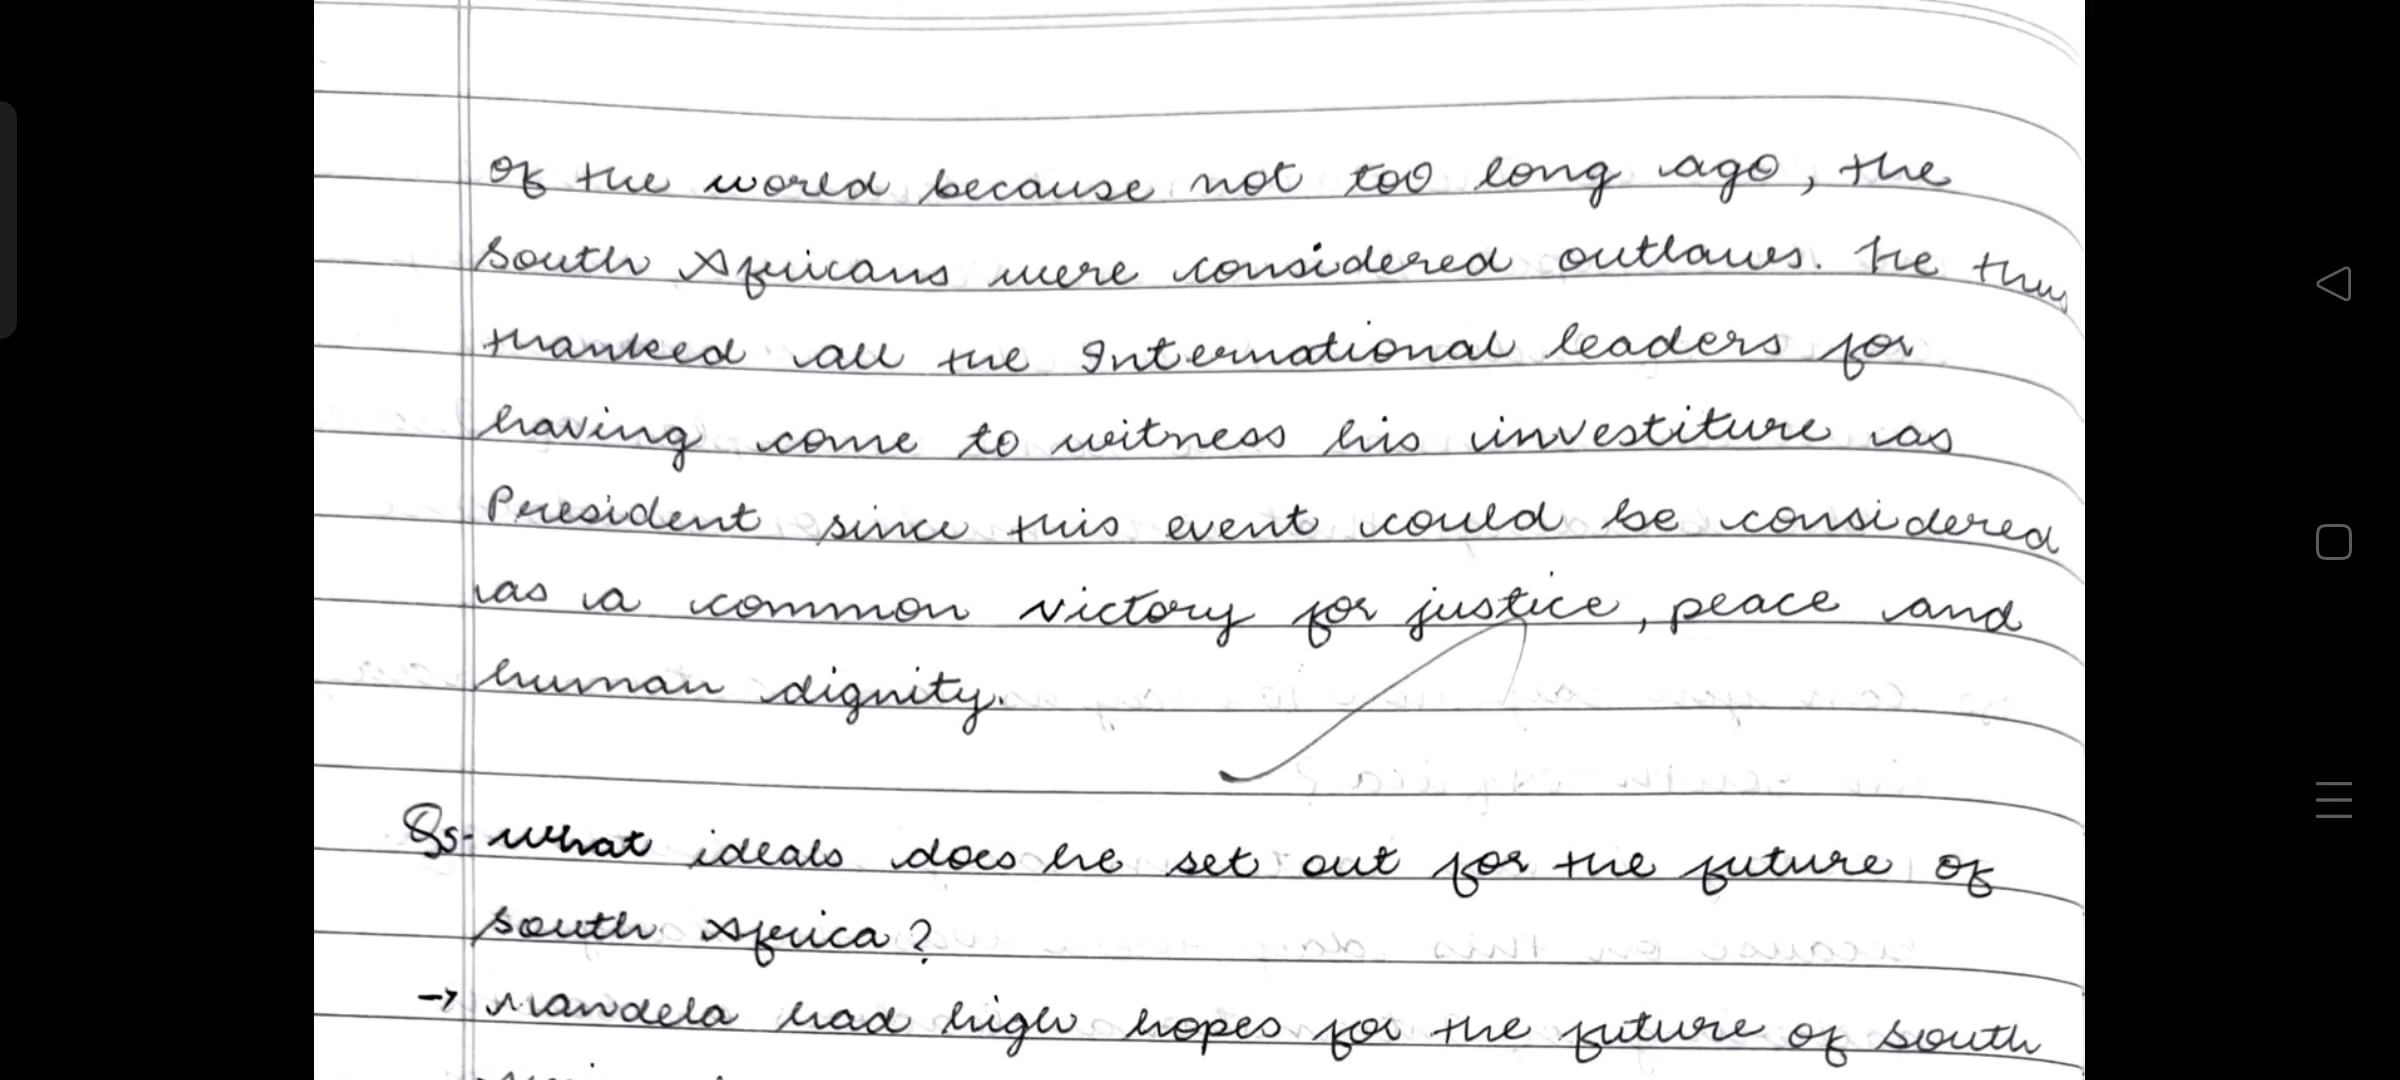 of the world because not too long ago, the
South Africans were considered outlaws. He thus
thanked all the International leaders for
having come to witness his investiture as
President since this event could be considered
as a common victory for justice, peace and
human dignity.
Q5- What ideals does he set out for the future of
South Africa?
→ Mandela had high hopes for the future of South